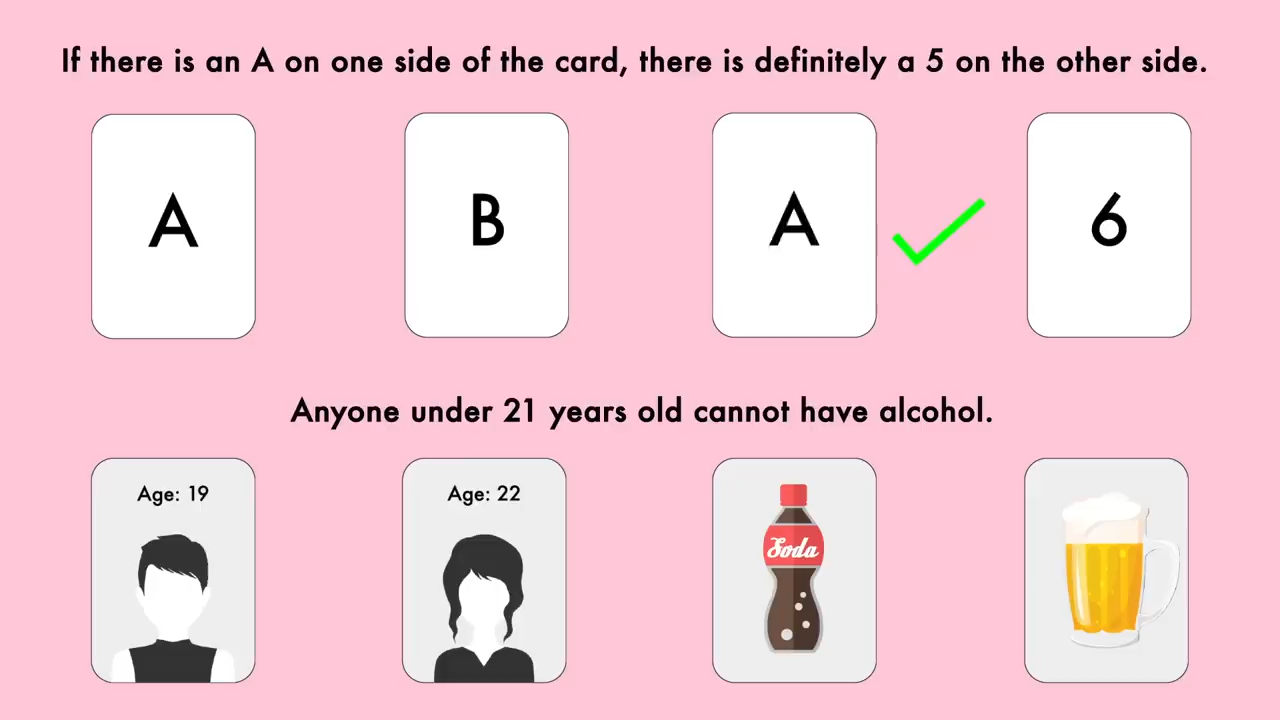 If there is an A on one side of the card, there is definitely a 5 on the other side.
A
B
A
6
Anyone under 21 years old cannot have alcohol.
Age: 19
Age: 22
Soda